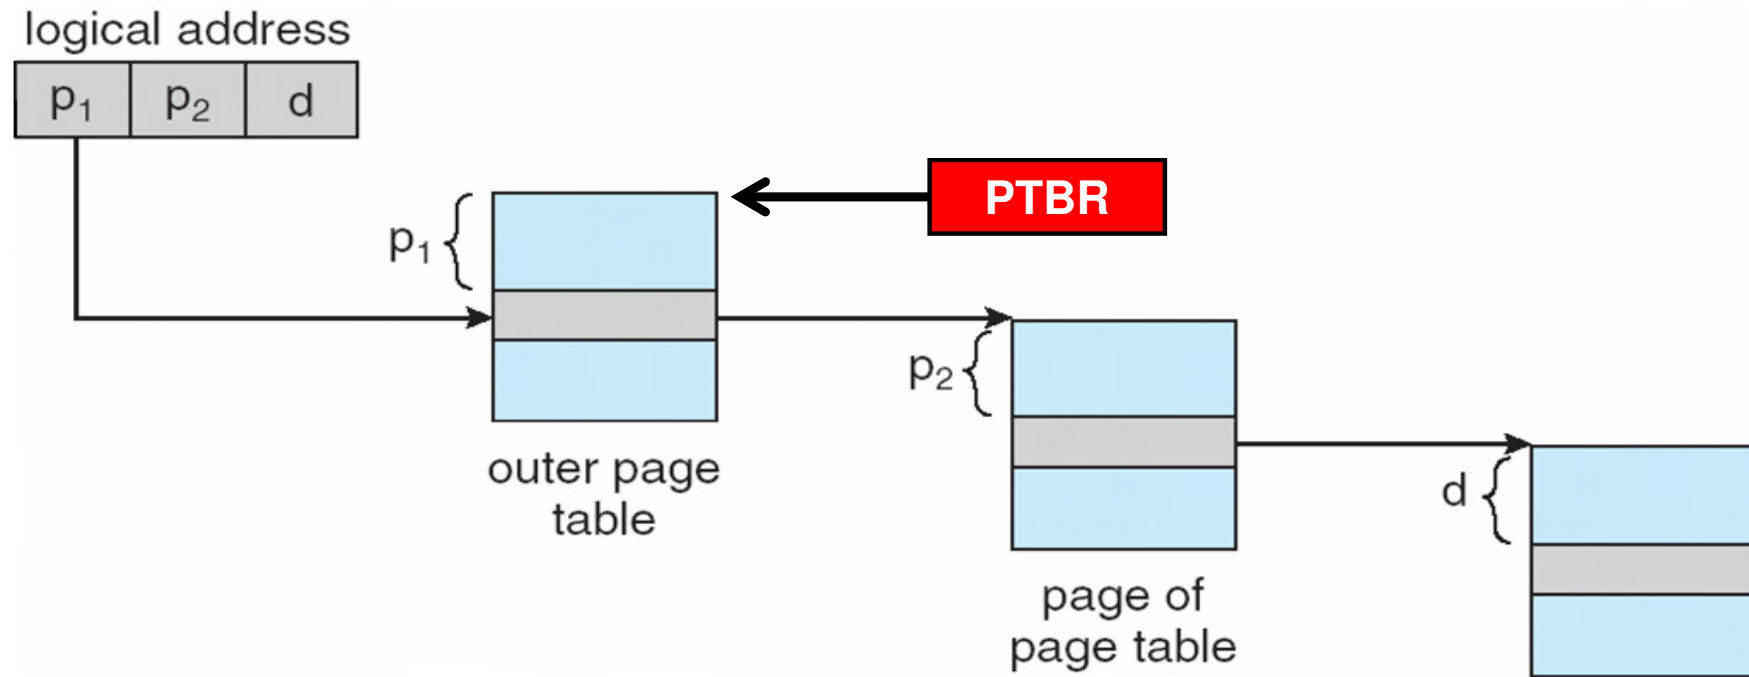 logical address
p₁ p₂ d
PTBR
p₁
p₂
outer page
table
d
page of
page table